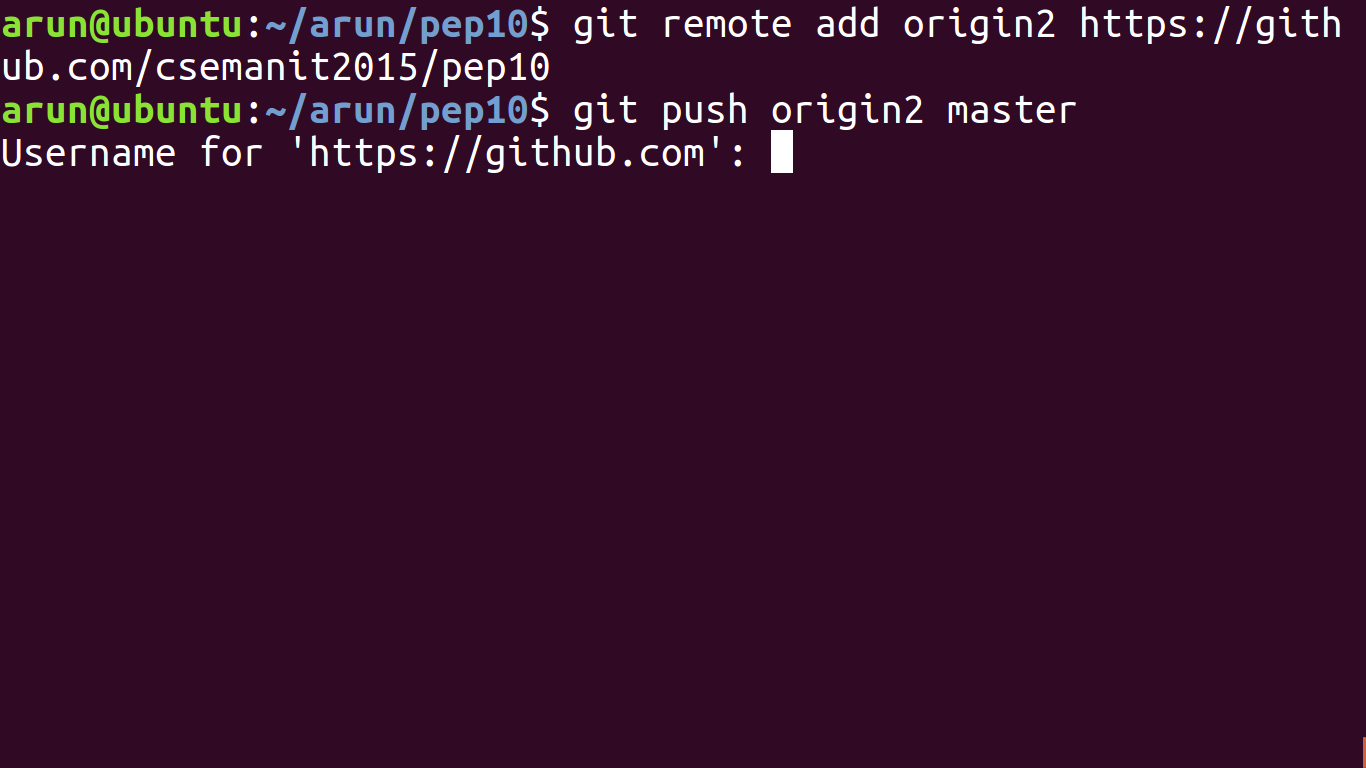 arun@ubuntu:~/arun/pep10$ git remote add origin2 https://gith
ub.com/csemanit2015/pep10
arun@ubuntu:~/arun/pep10$ git push origin2 master
Username for 'https://github.com':